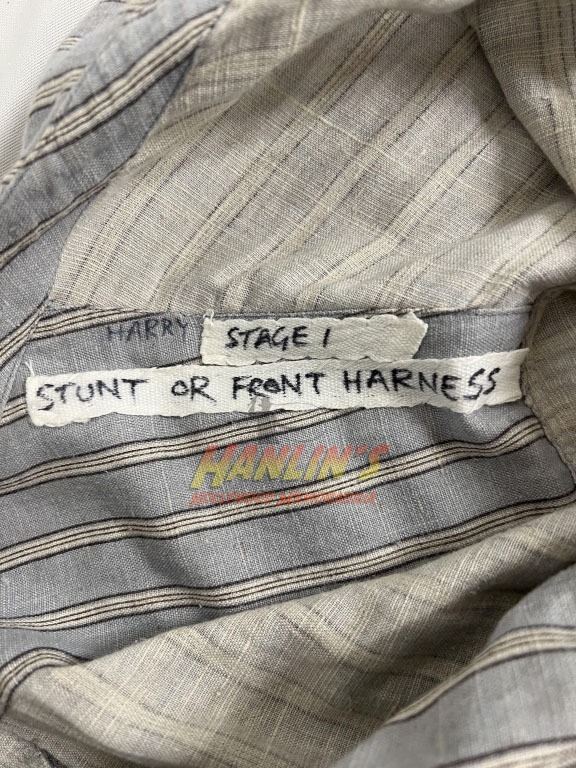 HARRY STAGE 1
STUNT OR FRONT HARNESS
HANLIN'S